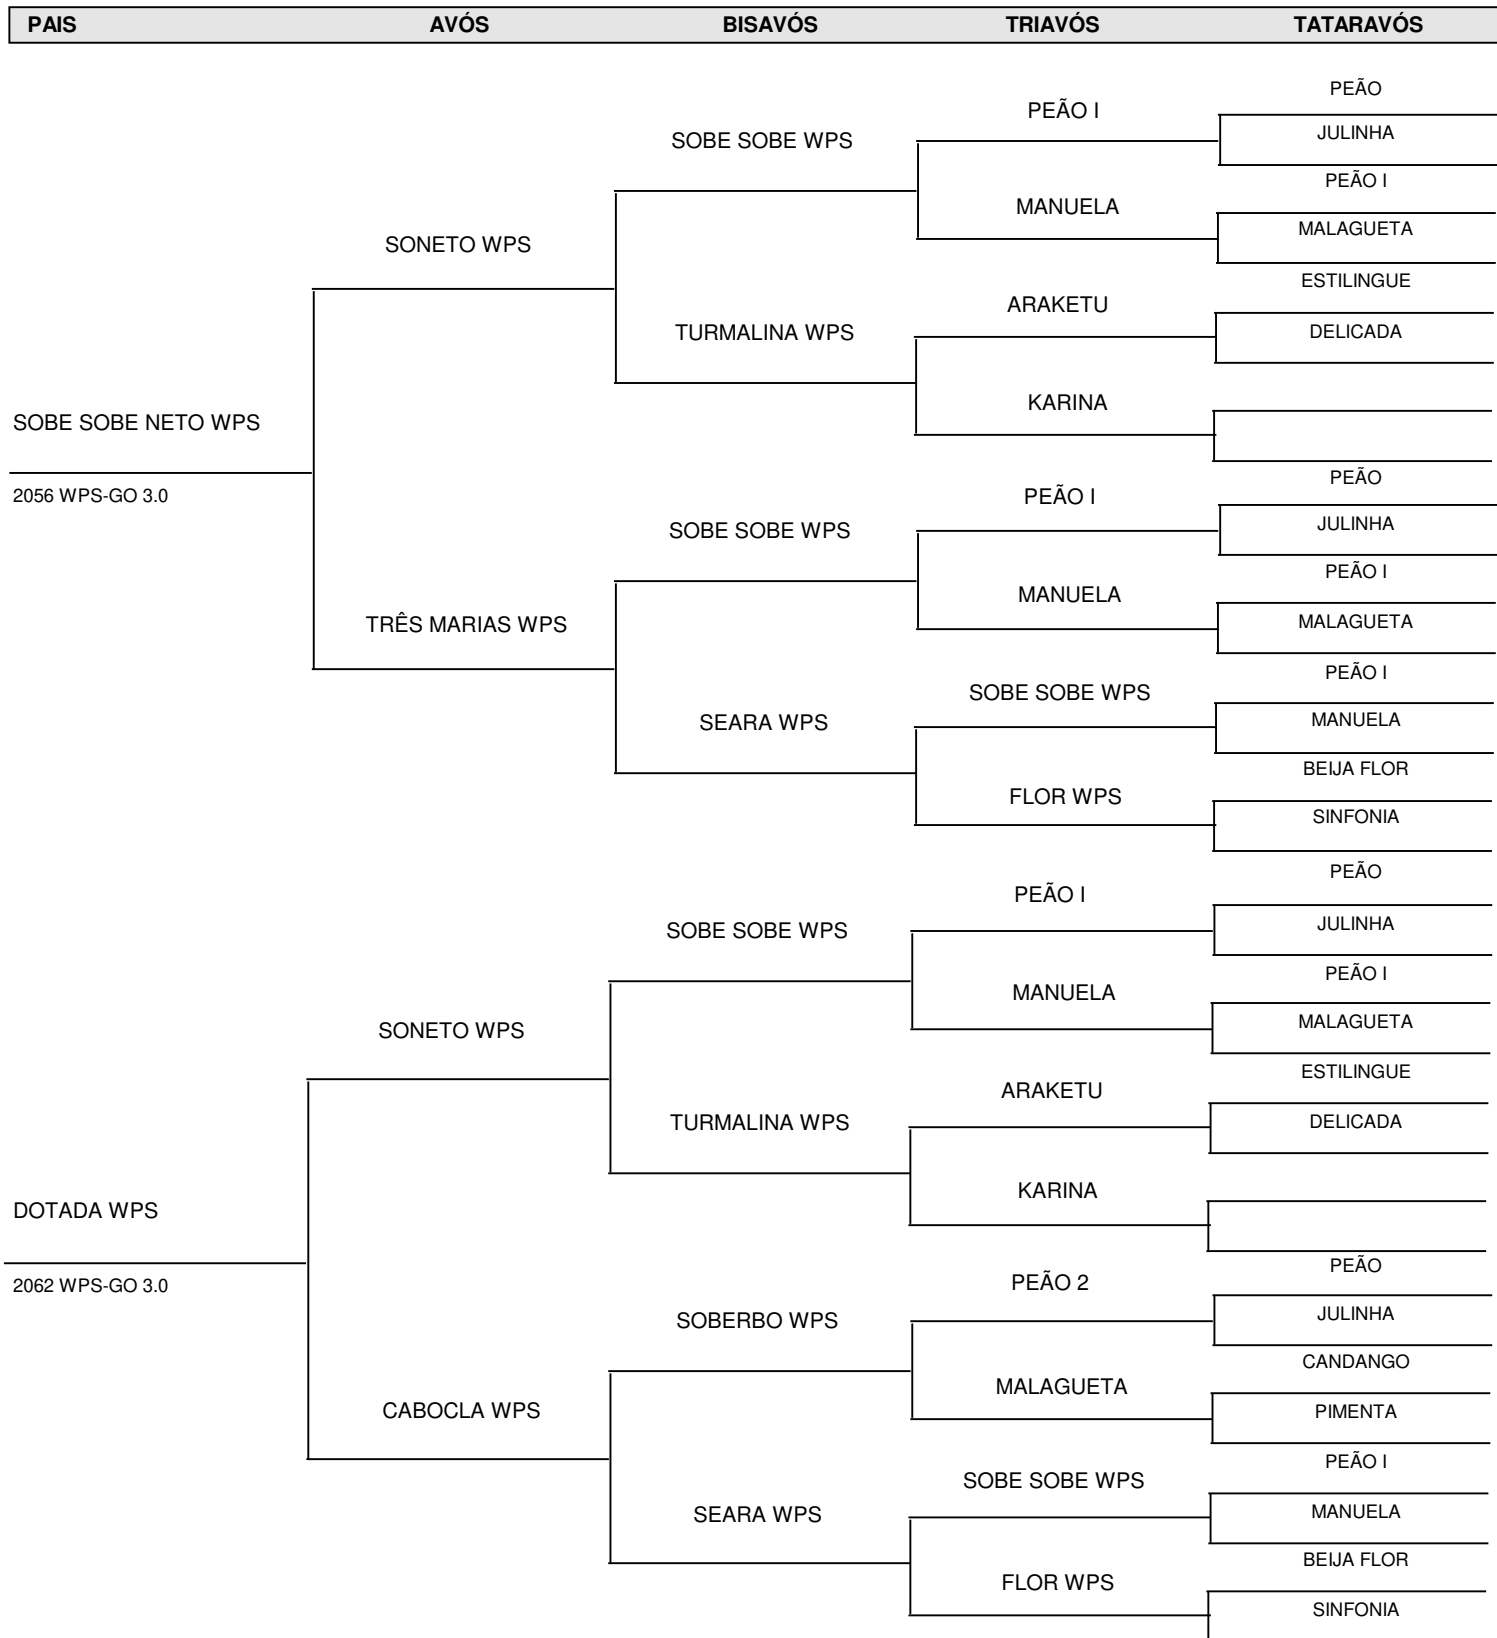 PAIS AVÓS BISAVÓS TRIAVÓS TATARAVÓS
PEÃO
PEÃO I
JULINHA
SOBE SOBE WPS
PEÃO I
MANUELA
MALAGUETA
SONETO WPS
ESTILINGUE
ARAKETU
DELICADA
TURMALINA WPS
KARINA
SOBE SOBE NETO WPS
2056 WPS-GO 3.0
PEÃO
PEÃO I
JULINHA
SOBE SOBE WPS
PEÃO I
MANUELA
MALAGUETA
TRÊS MARIAS WPS
PEÃO I
SOBE SOBE WPS
MANUELA
SEARA WPS
BEIJA FLOR
FLOR WPS
SINFONIA
PEÃO
PEÃO I
JULINHA
SOBE SOBE WPS
PEÃO I
MANUELA
MALAGUETA
SONETO WPS
ESTILINGUE
ARAKETU
DELICADA
TURMALINA WPS
KARINA
DOTADA WPS
2062 WPS-GO 3.0
PEÃO
PEÃO 2
JULINHA
SOBERBO WPS
CANDANGO
MALAGUETA
PIMENTA
CABOCLA WPS
PEÃO I
SOBE SOBE WPS
MANUELA
SEARA WPS
BEIJA FLOR
FLOR WPS
SINFONIA